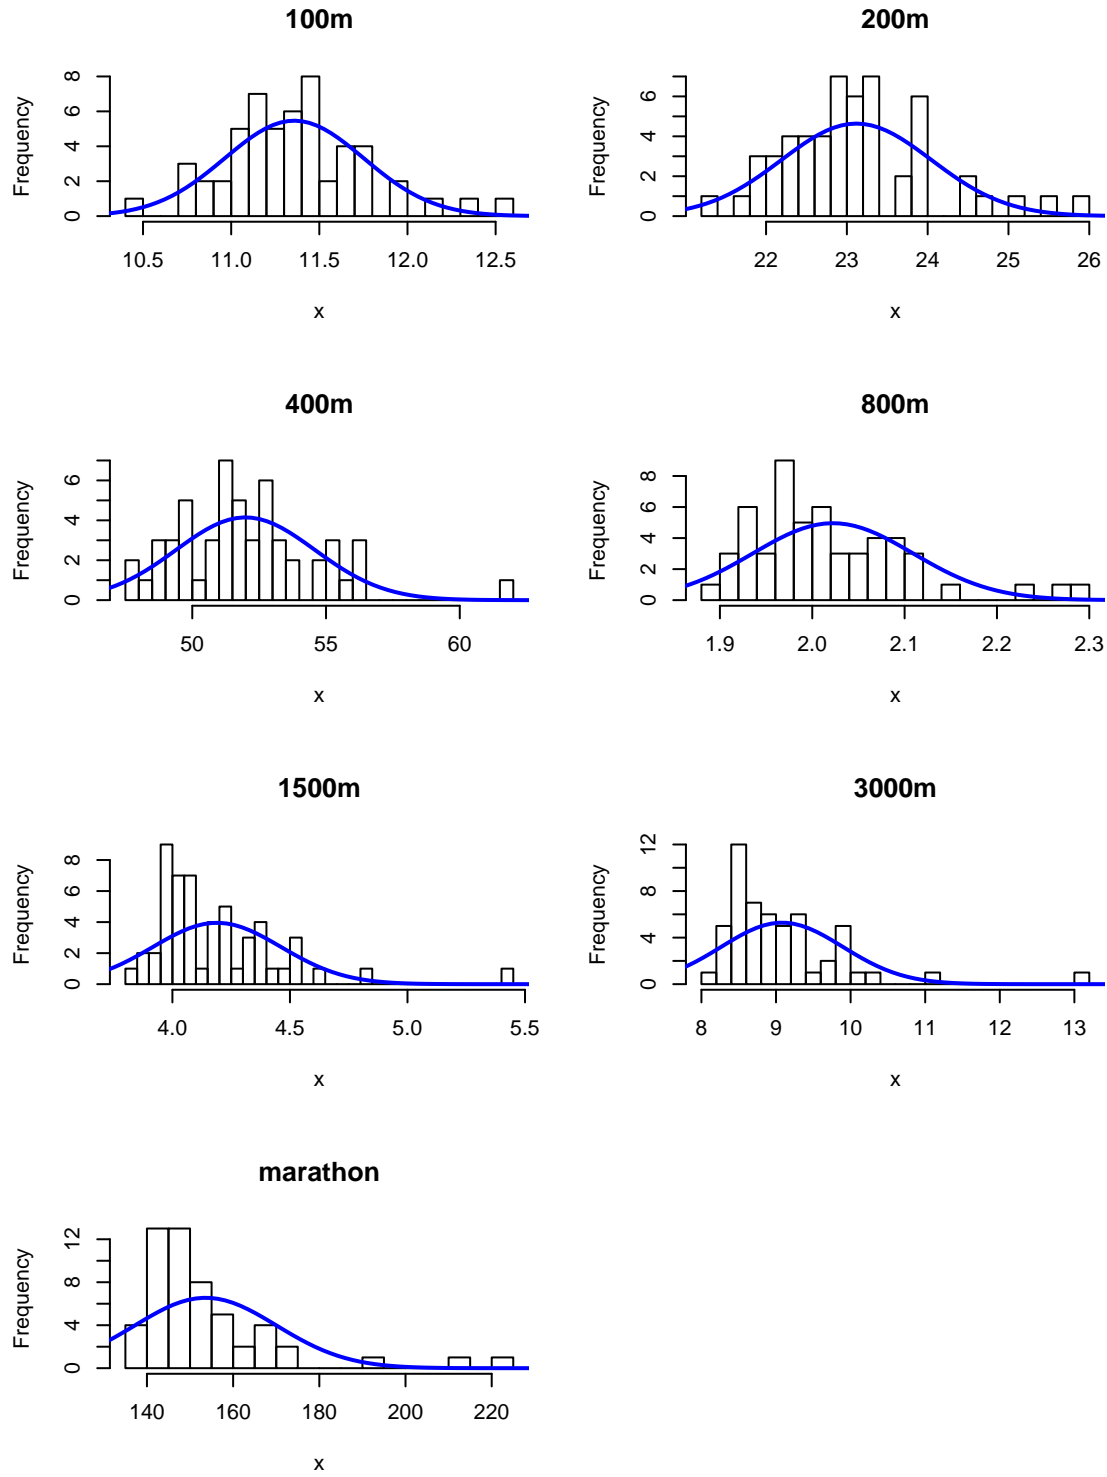 100m
Frequency
0 2 4 6 8
10.5 11.0 11.5 12.0 12.5
x
200m
Frequency
0 2 4 6
22 23 24 25 26
x
400m
Frequency
0 2 4 6
50 55 60
x
800m
Frequency
0 2 4 6 8
1.9 2.0 2.1 2.2 2.3
x
1500m
Frequency
0 2 4 6 8
4.0 4.5 5.0 5.5
x
3000m
Frequency
0 4 8 12
8 9 10 11 12 13
x
marathon
Frequency
0 4 8 12
140 160 180 200 220
x